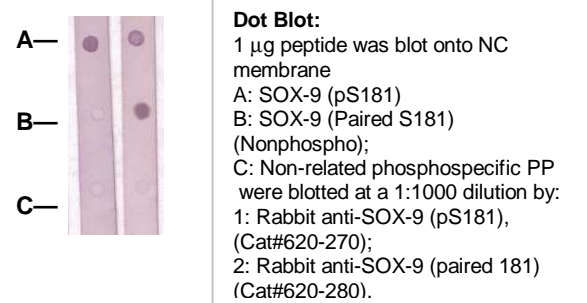 A—
B—
C—
Dot Blot:
1 µg peptide was blot onto NC
membrane
A: SOX-9 (pS181)
B: SOX-9 (Paired S181)
(Nonphospho);
C: Non-related phosphospecific PP
were blotted at a 1:1000 dilution by:
1: Rabbit anti-SOX-9 (pS181),
(Cat#620-270);
2: Rabbit anti-SOX-9 (paired 181)
(Cat#620-280).